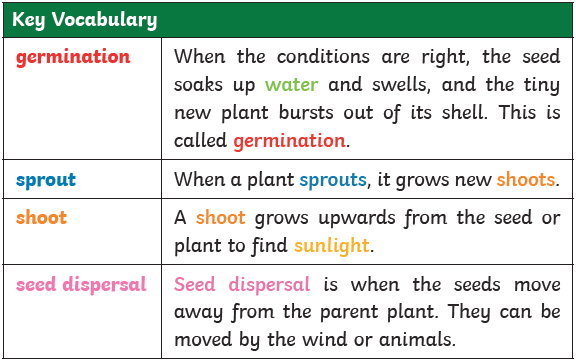 Key Vocabulary
germination
When the conditions are right, the seed
soaks up water and swells, and the tiny
new plant bursts out of its shell. This is
called germination.
sprout
When a plant sprouts, it grows new shoots.
shoot
A shoot grows upwards from the seed or
plant to find sunlight.
seed dispersal
Seed dispersal is when the seeds move
away from the parent plant. They can be
moved by the wind or animals.